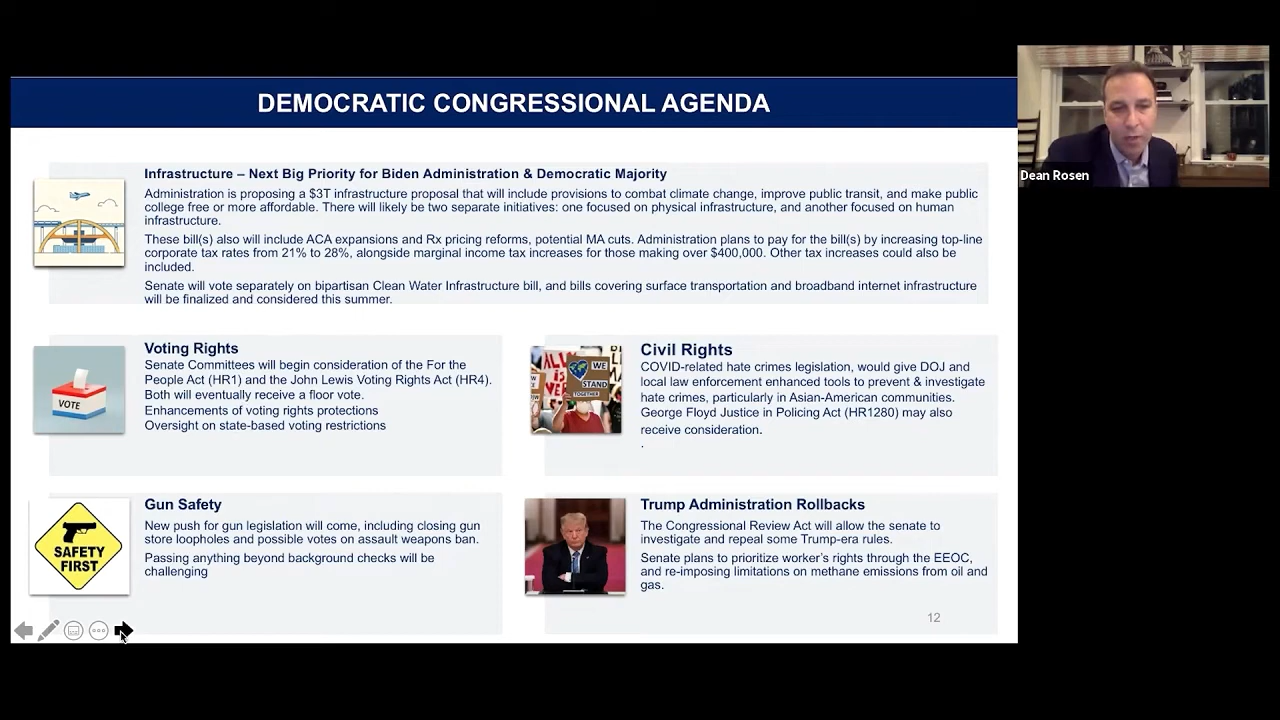 DEMOCRATIC CONGRESSIONAL AGENDA
Dean Rosen
Infrastructure – Next Big Priority for Biden Administration & Democratic Majority
Administration is proposing a $3T infrastructure proposal that will include provisions to combat climate change, improve public transit, and make public
college free or more affordable. There will likely be two separate initiatives: one focused on physical infrastructure, and another focused on human
infrastructure.
These bill(s) also will include ACA expansions and Rx pricing reforms, potential MA cuts. Administration plans to pay for the bill(s) by increasing top-line
corporate tax rates from 21% to 28%, alongside marginal income tax increases for those making over $400,000. Other tax increases could also be
included.
Senate will vote separately on bipartisan Clean Water Infrastructure bill, and bills covering surface transportation and broadband internet infrastructure
will be finalized and considered this summer.
VOTE
Voting Rights
Senate Committees will begin consideration of the For the
People Act (HR1) and the John Lewis Voting Rights Act (HR4).
Both will eventually receive a floor vote.
Enhancements of voting rights protections
Oversight on state-based voting restrictions
WE
STAND
TOGETHER
Civil Rights
COVID-related hate crimes legislation, would give DOJ and
local law enforcement enhanced tools to prevent & investigate
hate crimes, particularly in Asian-American communities.
George Floyd Justice in Policing Act (HR1280) may also
receive consideration.
.
SAFETY
FIRST
Gun Safety
New push for gun legislation will come, including closing gun
store loopholes and possible votes on assault weapons ban.
Passing anything beyond background checks will be
challenging
Trump Administration Rollbacks
The Congressional Review Act will allow the senate to
investigate and repeal some Trump-era rules.
Senate plans to prioritize worker's rights through the EEOC,
and re-imposing limitations on methane emissions from oil and
gas.
12